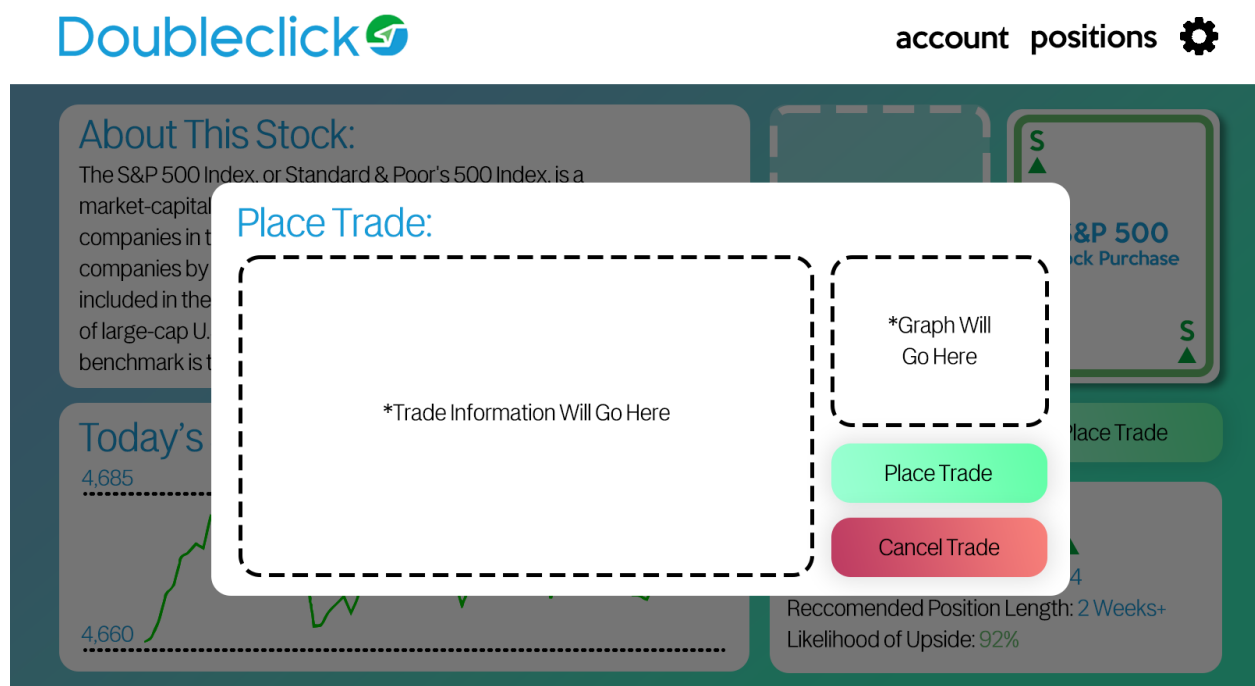 Doubleclick
account positions
About This Stock:
The S&P 500 Index, or Standard & Poor's 500 Index, is a
market-capital
companies in t
companies by
included in the
of large-cap U.
benchmark is t
S
&P 500
ck Purchase
S
Place Trade:
*Trade Information Will Go Here
*Graph Will
Go Here
Place Trade
Cancel Trade
Place Trade
Today's
4,685
4,660
4
Reccomended Position Length: 2 Weeks+
Likelihood of Upside: 92%